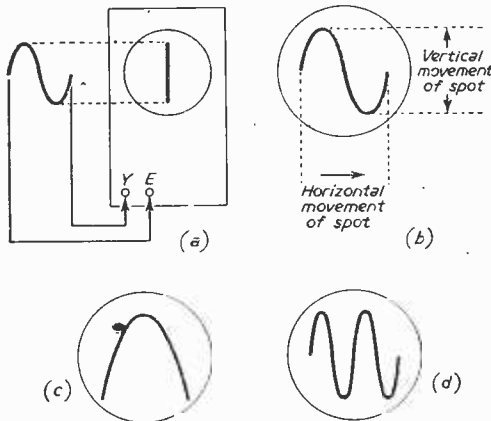 Y E
(a)
Vertical
movement
of spot
Horizontal
movement
of spot
(b)
(c)
(d)